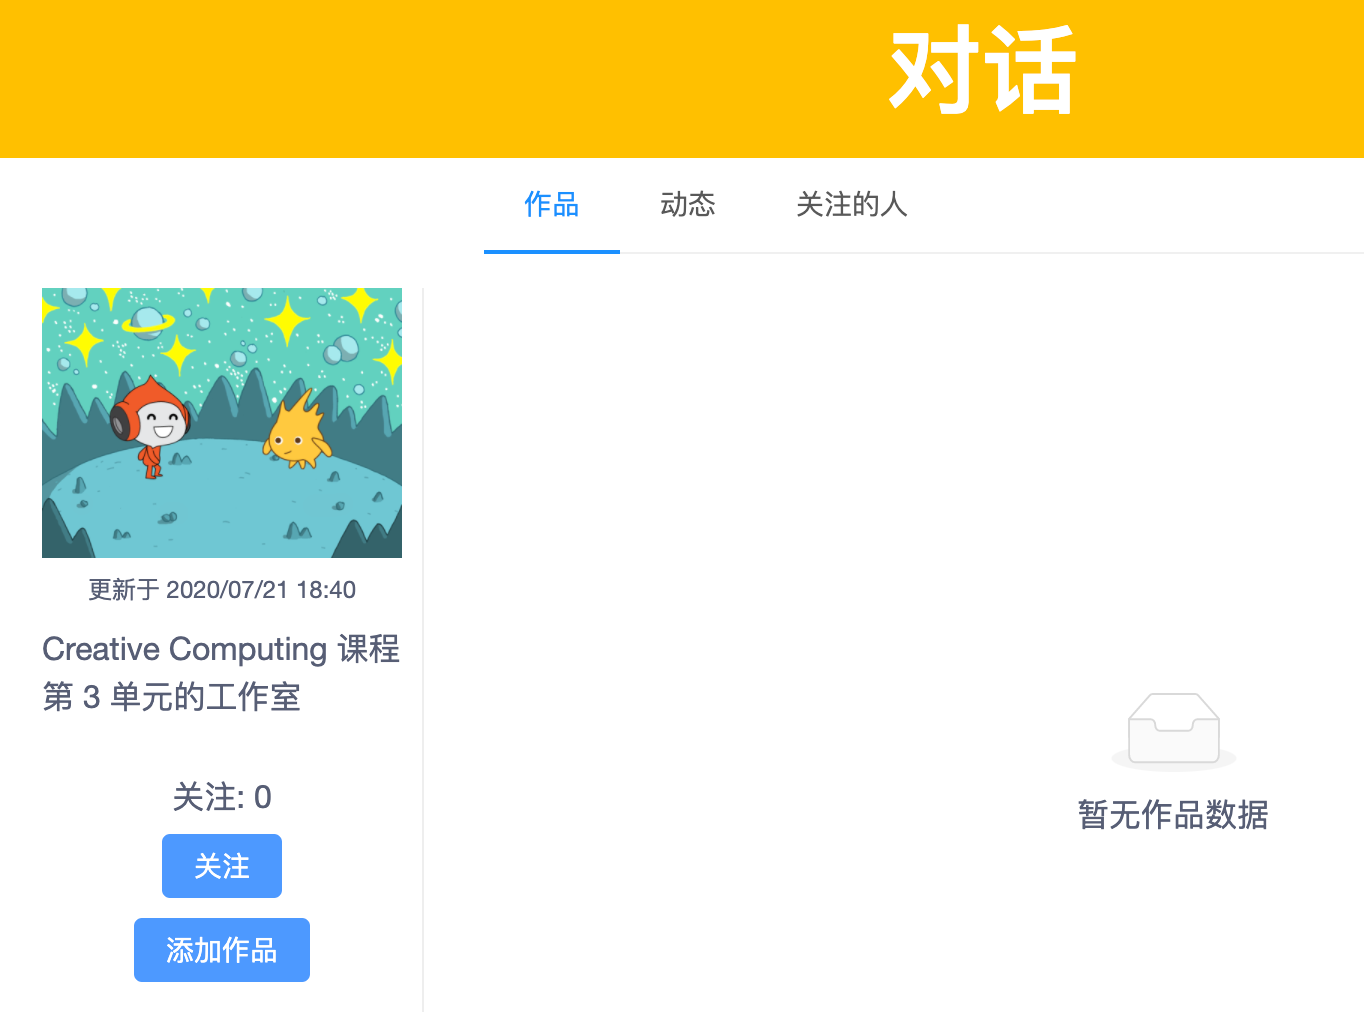 对话
作品
动态
关注的人
更新于 2020/07/21 18:40
Creative Computing 课程
第 3 单元的工作室
关注: 0
关注
添加作品
暂无作品数据